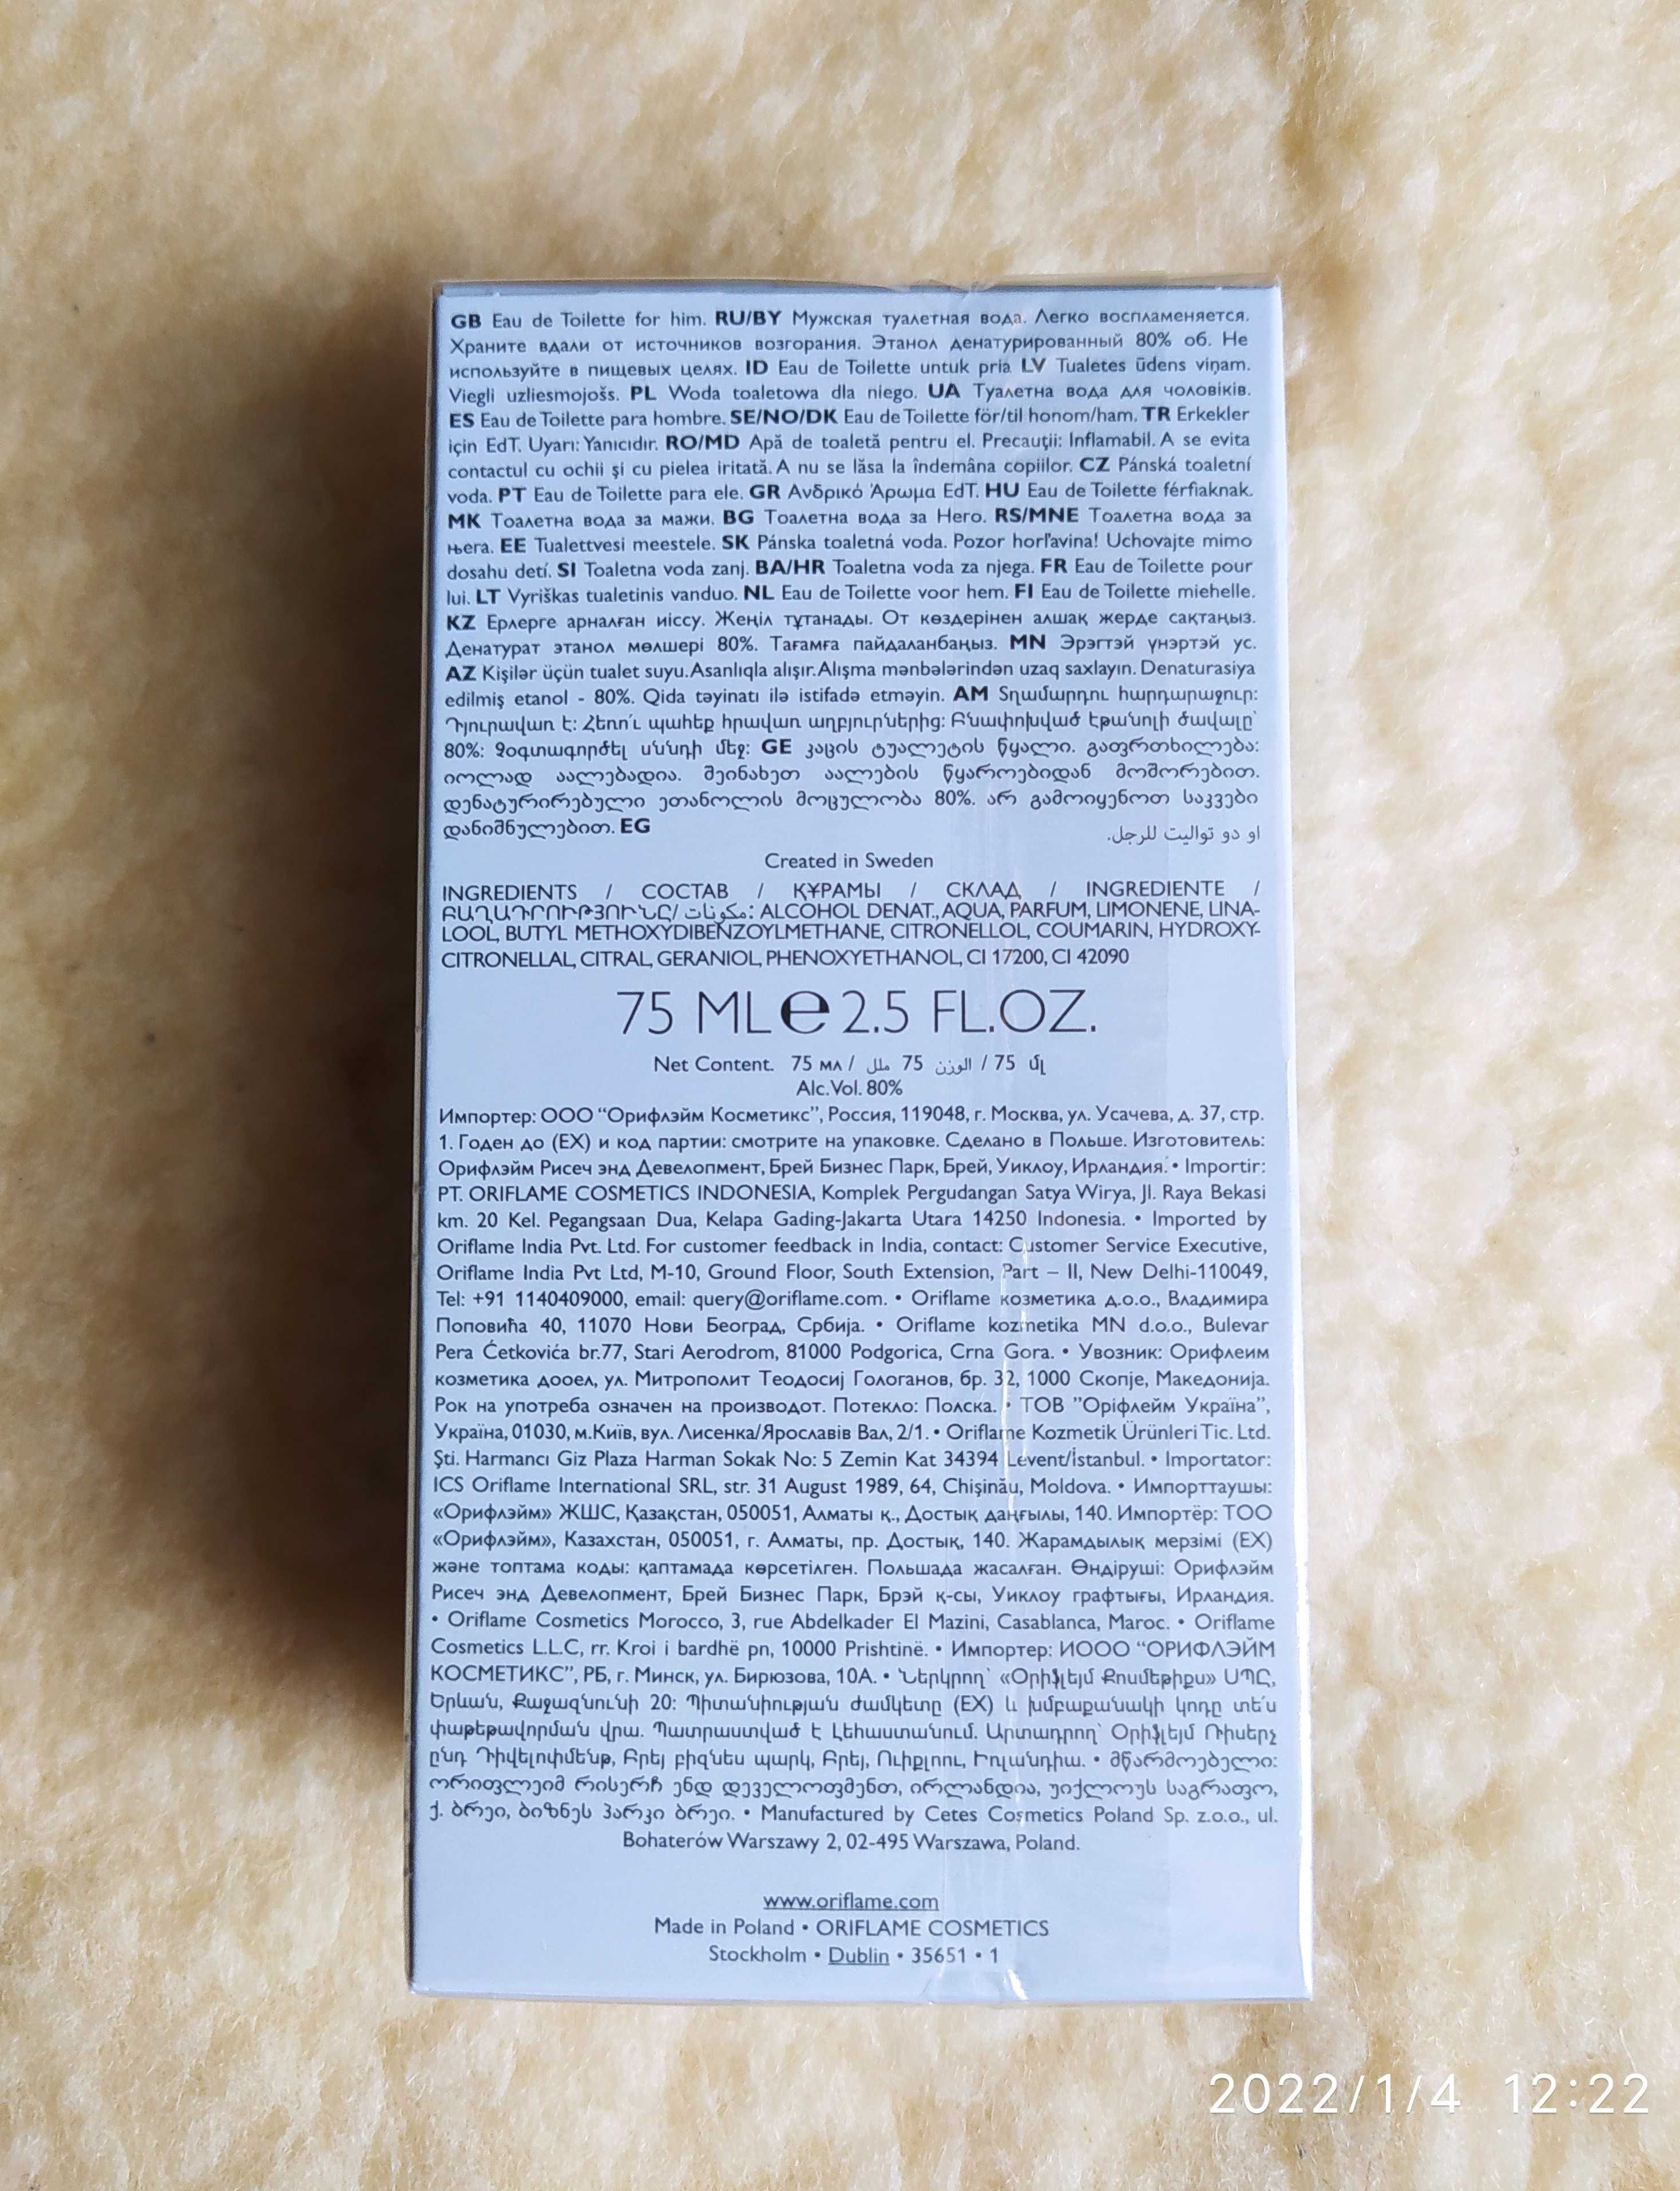 GB Eau de Toilette for him. RU/BY Мужская туалетная вода. Легко воспламеняется.
Храните вдали от источников возгорания. Этанол денатурированный 80% об. Не
используйте в пищевых целях. ID Eau de Toilette untuk pria LV Tualetes ūdens viņam.
Viegli uzliesmojošs. PL Woda toaletowa dla niego. UA Туалетна вода для чоловіків.
ES Eau de Toilette para hombre. SE/NO/DK Eau de Toilette för/til honom/ham. TR Erkekler
için EdT. Uyarı: Yanıcıdır. RO/MD Apă de toaletă pentru el. Precauţii: Inflamabil. A se evita
contactul cu ochii şi cu pielea iritată. A nu se lăsa la îndemâna copiilor. CZ Pánská toaletní
voda. PT Eau de Toilette para ele. GR Ανδρικό Άρωμα EdT. HU Eau de Toilette férfiaknak.
MK Тоалетна вода за мажи. BG Тоалетна вода за Него. RS/MNE Тоалетна вода за
њега. EE Tualettvesi meestele. SK Pánska toaletná voda. Pozor horľavina! Uchovajte mimo
dosahu detí. SI Toaletna voda zanj. BA/HR Toaletna voda za njega. FR Eau de Toilette pour
lui. LT Vyriškas tualetinis vanduo. NL Eau de Toilette voor hem. FI Eau de Toilette miehelle.
KZ Ерлерге арналған иіссу. Жеңіл тұтанады. От көздерінен алшақ жерде сақтаңыз.
Денатурат этанол мөлшері 80%. Тағамға пайдаланбаңыз. MN Эрэгтэй үнэртэй ус.
AZ Kişilər üçün tualet suyu. Asanlıqla alışır. Alışma mənbələrindən uzaq saxlayın. Denaturasiya
edilmiş etanol - 80%. Qida təyinatı ilə istifadə etməyin. AM Տղամարդու հարդարաջուր:
Դյուրավառ է: Հեռո՛ւ պահեք հրավառ աղբյուրներից: Բնափոխված էթանոլի ծավալը՝
80%: Չօգտագործել սննդի մեջ: GE კაცის ტუალეტის წყალი. გაფრთხილება:
იოლად აალებადია. შეინახეთ აალების წყაროებიდან მოშორებით.
დენატურირებული ეთანოლის მოცულობა 80%. არ გამოიყენოთ საკვები
დანიშნულებით. EG او دو تواليت للرجل.
Created in Sweden
INGREDIENTS / СОСТАВ / ҚҰРАМЫ / СКЛАД / INGREDIENTE /
ԲԱՂԱԴՐՈՒԹՅՈՒՆԸ/ مكونات: ALCOHOL DENAT., AQUA, PARFUM, LIMONENE, LINA-
LOOL, BUTYL METHOXYDIBENZOYLMETHANE, CITRONELLOL, COUMARIN, HYDROXY-
CITRONELLAL, CITRAL, GERANIOL, PHENOXYETHANOL, CI 17200, CI 42090
75 ML e 2.5 FL.OZ.
Net Content. 75 мл / الوزن 75 ملل / 75 մլ
Alc. Vol. 80%
Импортер: ООО “Орифлэйм Косметикс”, Россия, 119048, г. Москва, ул. Усачева, д. 37, стр.
1. Годен до (EX) и код партии: смотрите на упаковке. Сделано в Польше. Изготовитель:
Орифлэйм Рисеч энд Девелопмент, Брей Бизнес Парк, Брей, Уиклоу, Ирландия. • Importir:
PT. ORIFLAME COSMETICS INDONESIA, Komplek Pergudangan Satya Wirya, Jl. Raya Bekasi
km. 20 Kel. Pegangsaan Dua, Kelapa Gading-Jakarta Utara 14250 Indonesia. • Imported by
Oriflame India Pvt. Ltd. For customer feedback in India, contact: Customer Service Executive,
Oriflame India Pvt Ltd, M-10, Ground Floor, South Extension, Part – II, New Delhi-110049,
Tel: +91 1140409000, email: query@oriflame.com. • Oriflame козметика д.о.о., Владимира
Поповића 40, 11070 Нови Београд, Србија. • Oriflame kozmetika MN d.o.o., Bulevar
Pera Ćetkovića br.77, Stari Aerodrom, 81000 Podgorica, Crna Gora. • Увозник: Орифлеим
козметика дооел, ул. Митрополит Теодосиј Гологанов, бр. 32, 1000 Скопје, Македонија.
Рок на употреба означен на производот. Потекло: Полска. • ТОВ ”Оріфлейм Україна”,
Україна, 01030, м.Київ, вул. Лисенка/Ярославів Вал, 2/1. • Oriflame Kozmetik Ürünleri Tic. Ltd.
Şti. Harmancı Giz Plaza Harman Sokak No: 5 Zemin Kat 34394 Levent/İstanbul. • Importator:
ICS Oriflame International SRL, str. 31 August 1989, 64, Chişinău, Moldova. • Импорттаушы:
«Орифлэйм» ЖШС, Қазақстан, 050051, Алматы қ., Достық даңғылы, 140. Импортёр: ТОО
«Орифлэйм», Казахстан, 050051, г. Алматы, пр. Достық, 140. Жарамдылық мерзімі (EX)
және топтама коды: қаптамада көрсетілген. Польшада жасалған. Өндіруші: Орифлэйм
Рисеч энд Девелопмент, Брей Бизнес Парк, Брэй қ-сы, Уиклоу графтығы, Ирландия.
• Oriflame Cosmetics Morocco, 3, rue Abdelkader El Mazini, Casablanca, Maroc. • Oriflame
Cosmetics L.L.C, rr. Kroi i bardhë pn, 10000 Prishtinë. • Импортер: ИООО “ОРИФЛЭЙМ
КОСМЕТИКС”, РБ, г. Минск, ул. Бирюзова, 10А. • Ներկրող՝ «Օրիֆլեյմ Քոսմեթիքս» ՍՊԸ,
Երևան, Քաջազնունի 20: Պիտանիության ժամկետը (EX) և խմբաքանակի կոդը տե՛ս
փաթեթավորման վրա. Պատրաստված է Լեհաստանում. Արտադրող՝ Օրիֆլեյմ Ռիսերչ
ընդ Դիվելոփմենթ, Բրեյ բիզնես պարկ, Բրեյ, Ուիքլոու, Իռլանդիա. • მწარმოებელი:
ორიფლეიმ რისერჩ ენდ დეველოფმენთ, ირლანდია, უიქლოუს საგრაფო,
ქ. ბრეი, ბიზნეს პარკი ბრეი. • Manufactured by Cetes Cosmetics Poland Sp. z.o.o., ul.
Bohaterów Warszawy 2, 02-495 Warszawa, Poland.
www.oriflame.com
Made in Poland • ORIFLAME COSMETICS
Stockholm • Dublin • 35651 • 1
2022/1/4 12:22